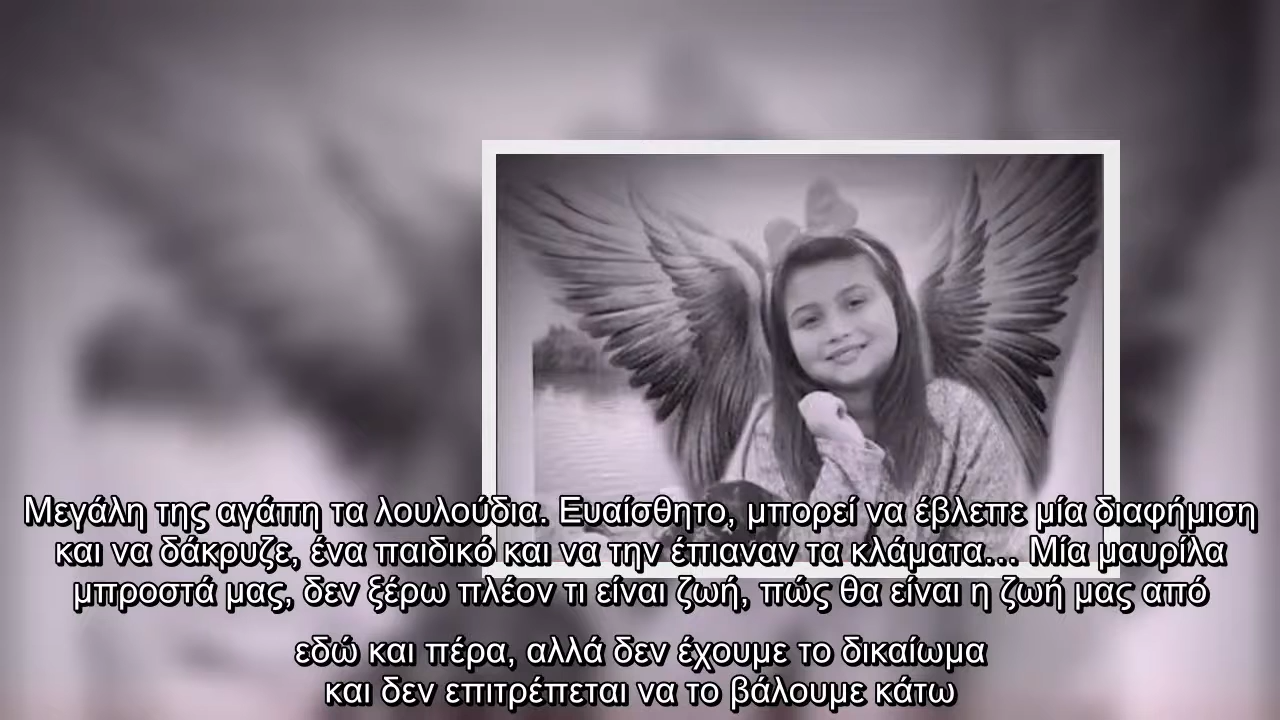 Μεγάλη της αγάπη τα λουλούδια. Ευαίσθητο, μπορεί να έβλεπε μία διαφήμιση
και να δάκρυζε, ένα παιδικό και να την έπιαναν τα κλάματα… Μία μαυρίλα
μπροστά μας, δεν ξέρω πλέον τι είναι ζωή, πώς θα είναι η ζωή μας από
εδώ και πέρα, αλλά δεν έχουμε το δικαίωμα
και δεν επιτρέπεται να το βάλουμε κάτω